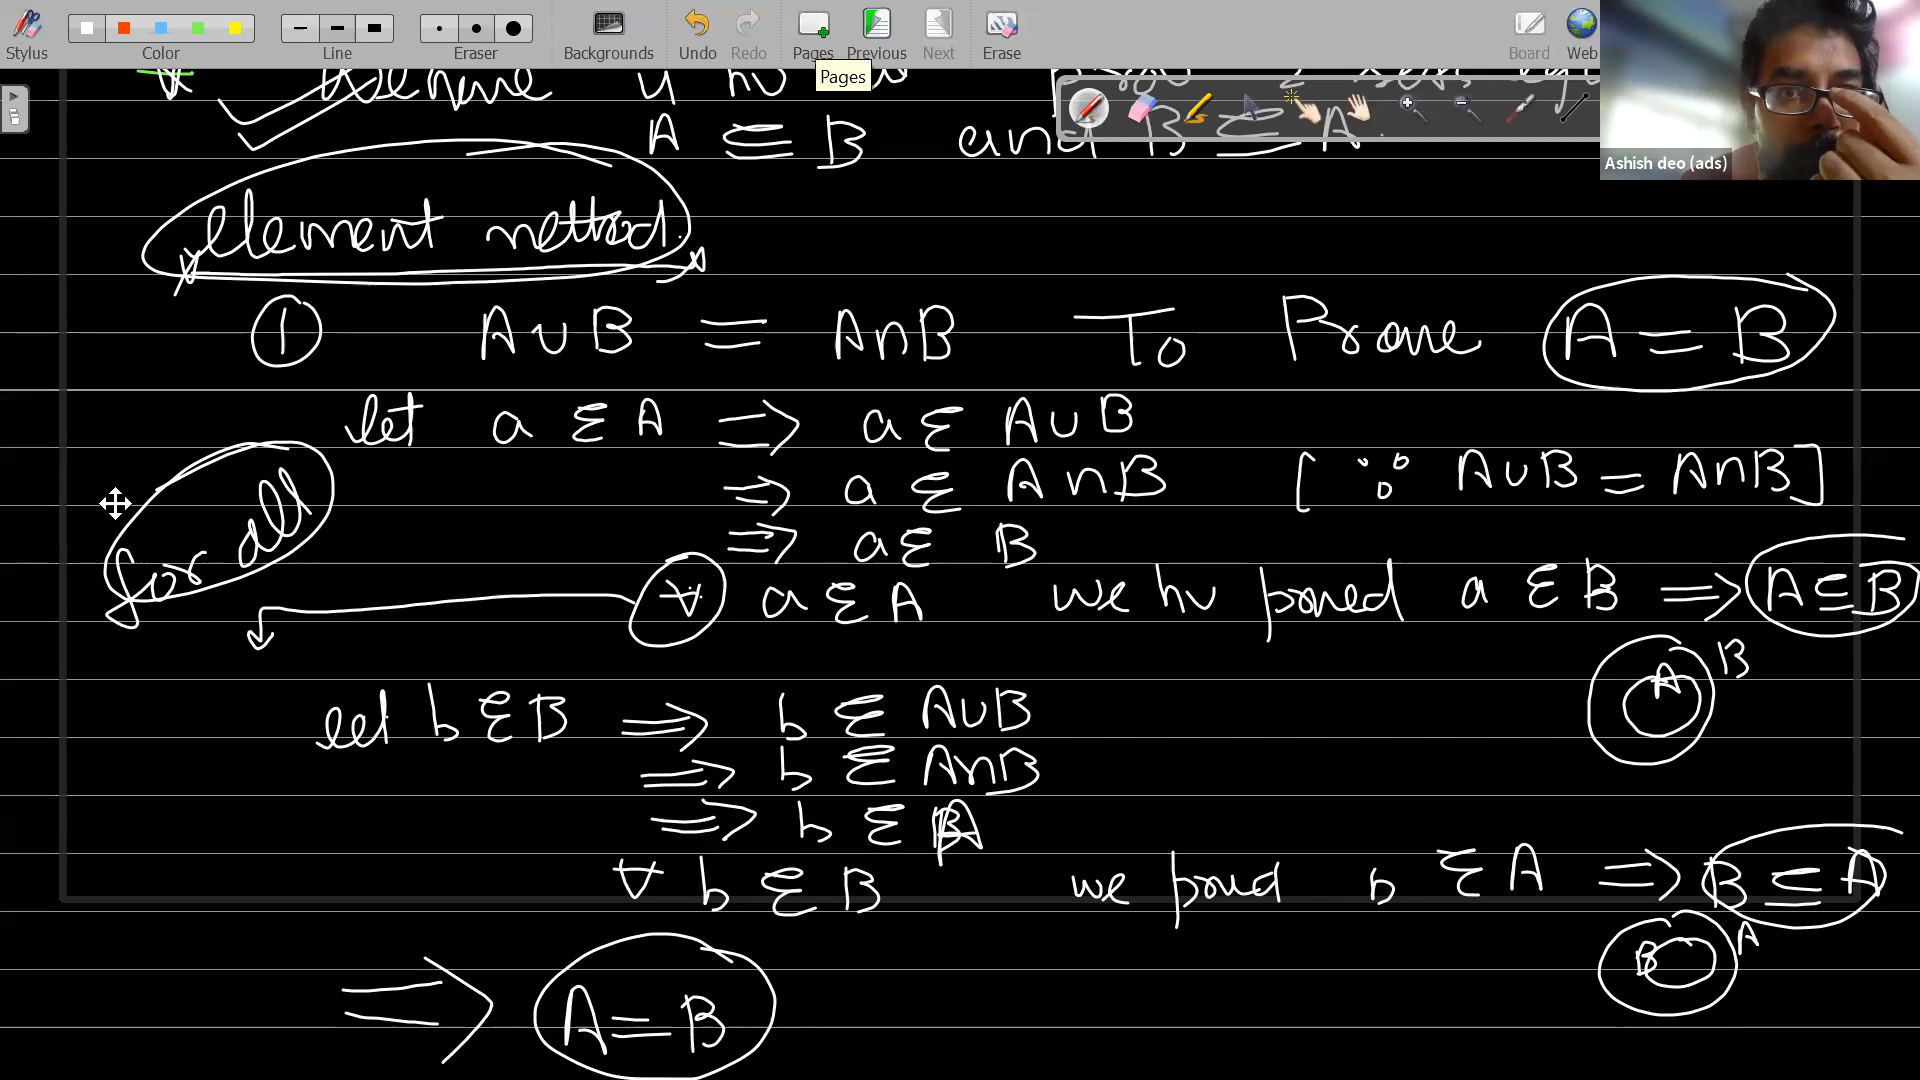 Stylus Color Line Eraser Backgrounds Undo Redo Pages Previous Next Erase Board Web
Pages
Ashish deo (ads)
A ⊆ B and B ⊆ A.
element method.
① A∪B = A∩B To Prove A = B
let a ∈ A ⇒ a ∈ A∪B
⇒ a ∈ A∩B [∵ A∪B = A∩B]
⇒ a ∈ B
for all
∀ a ∈ A we hv proved a ∈ B ⇒ A ⊆ B
A B
let b ∈ B ⇒ b ∈ A∪B
⇒ b ∈ A∩B
⇒ b ∈ A
∀ b ∈ B we proved b ∈ A ⇒ B ⊆ A
B A
⇒ A = B